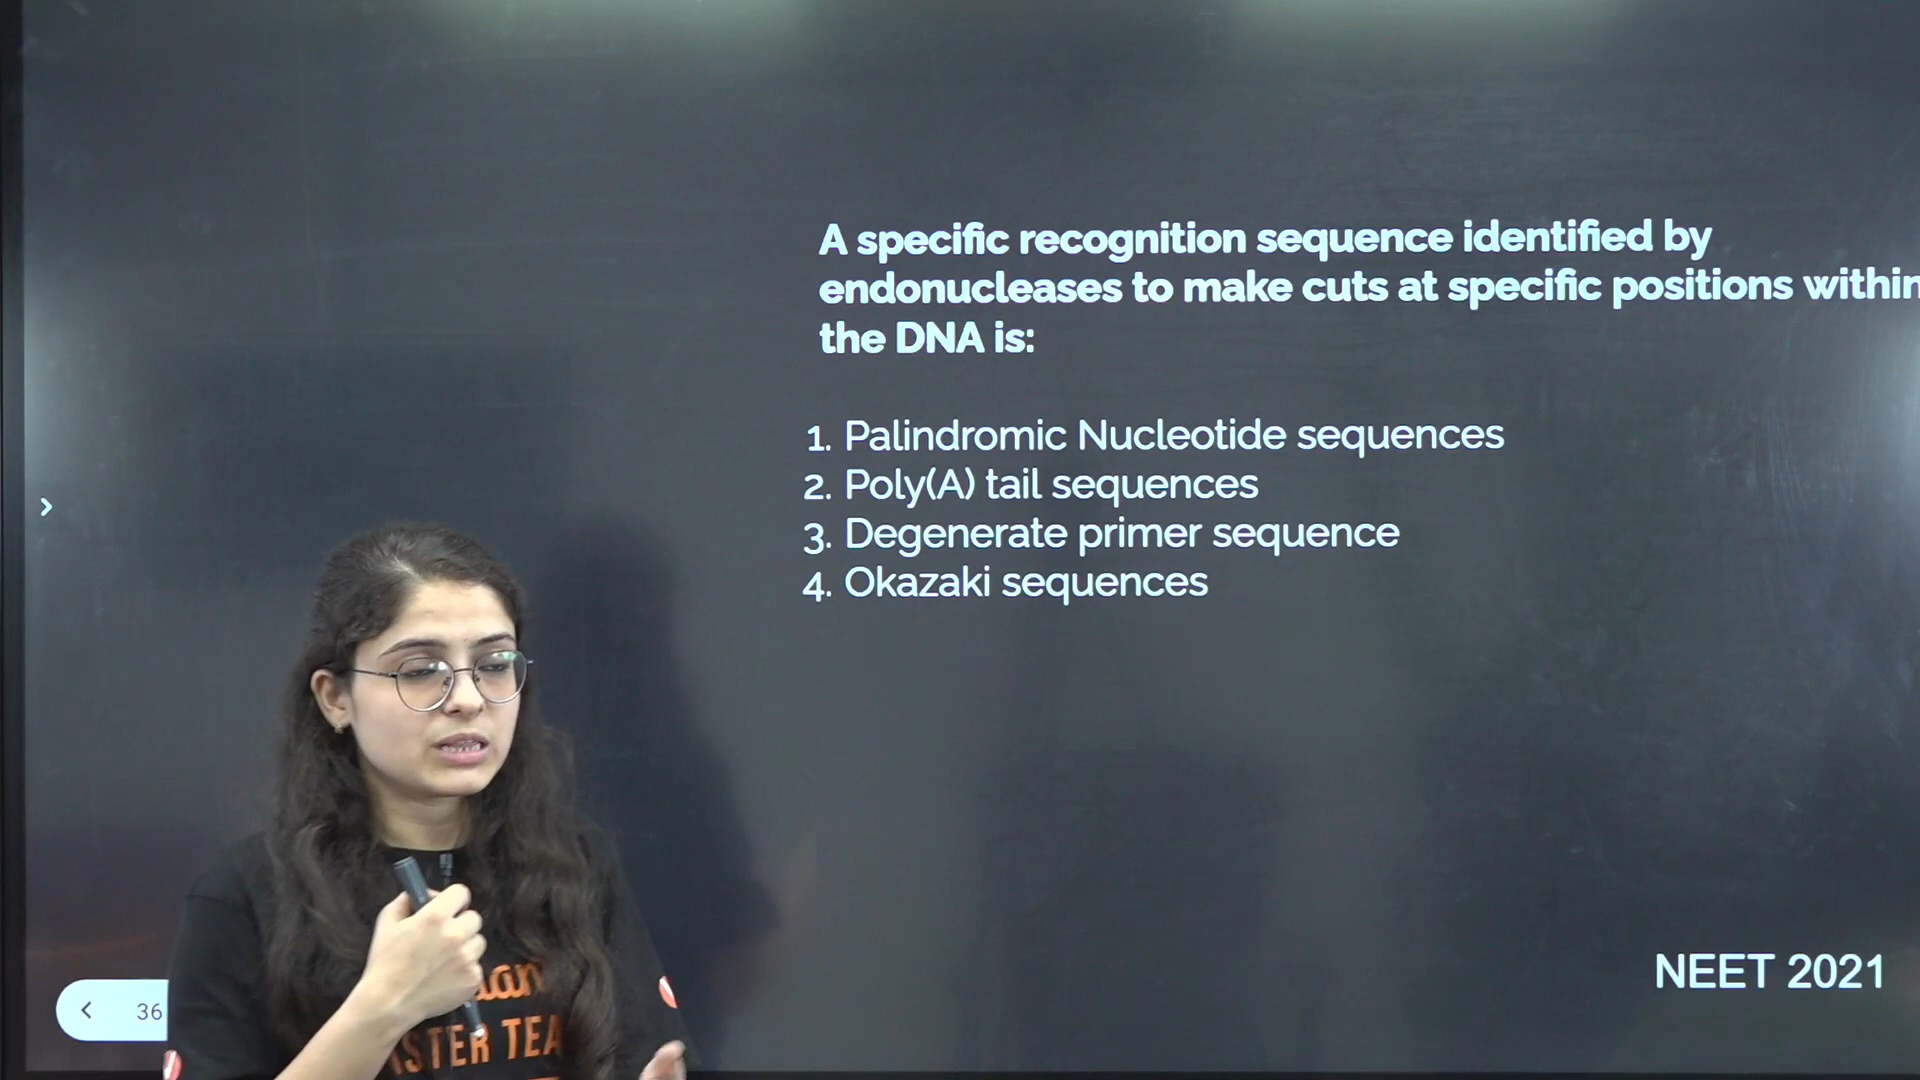 A specific recognition sequence identified by
endonucleases to make cuts at specific positions within
the DNA is:
1. Palindromic Nucleotide sequences
2. Poly(A) tail sequences
3. Degenerate primer sequence
4. Okazaki sequences
NEET 2021
36